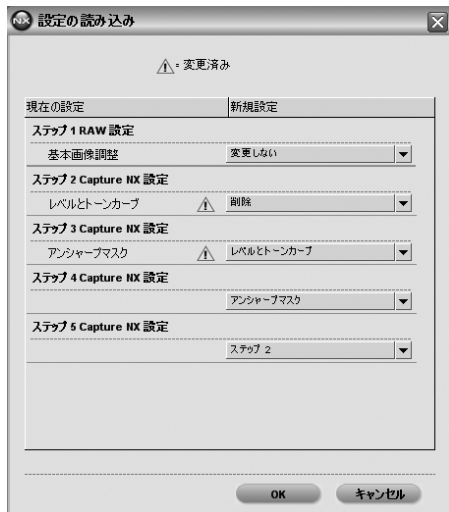 NX 設定の読み込み
⚠ = 変更済み
現在の設定 新規設定
ステップ 1 RAW 設定
基本画像調整 変更しない
ステップ 2 Capture NX 設定
レベルとトーンカーブ ⚠ 削除
ステップ 3 Capture NX 設定
アンシャープマスク ⚠ レベルとトーンカーブ
ステップ 4 Capture NX 設定
アンシャープマスク
ステップ 5 Capture NX 設定
ステップ 2
OK キャンセル